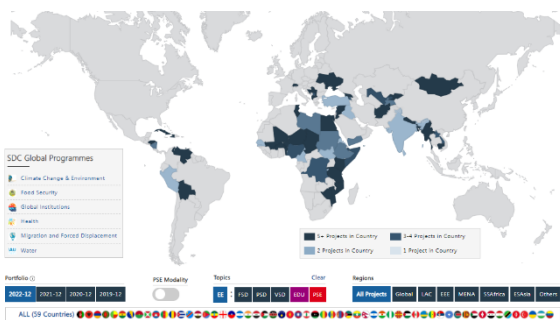 SDC Global Programmes
Climate Change & Environment
Food Security
Global Institutions
Health
Migration and Forced Displacement
Water
5+ Projects in Country
3-4 Projects in Country
2 Projects in Country
1 Project in Country
Portfolio
PSE Modality
Topics
Clear
Regions
2022-12
2021-12
2020-12
2019-12
EE
FSD
PSD
VSD
EDU
PSE
All Projects
Global
LAC
EEE
MENA
SSAfrica
ESAsia
Others
ALL (59 Countries)